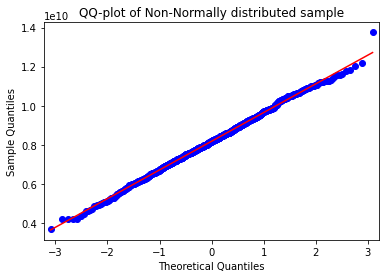 QQ-plot of Non-Normally distributed sample
1e10
1.4
1.2
1.0
0.8
0.6
0.4
Sample Quantiles
−3 −2 −1 0 1 2 3
Theoretical Quantiles